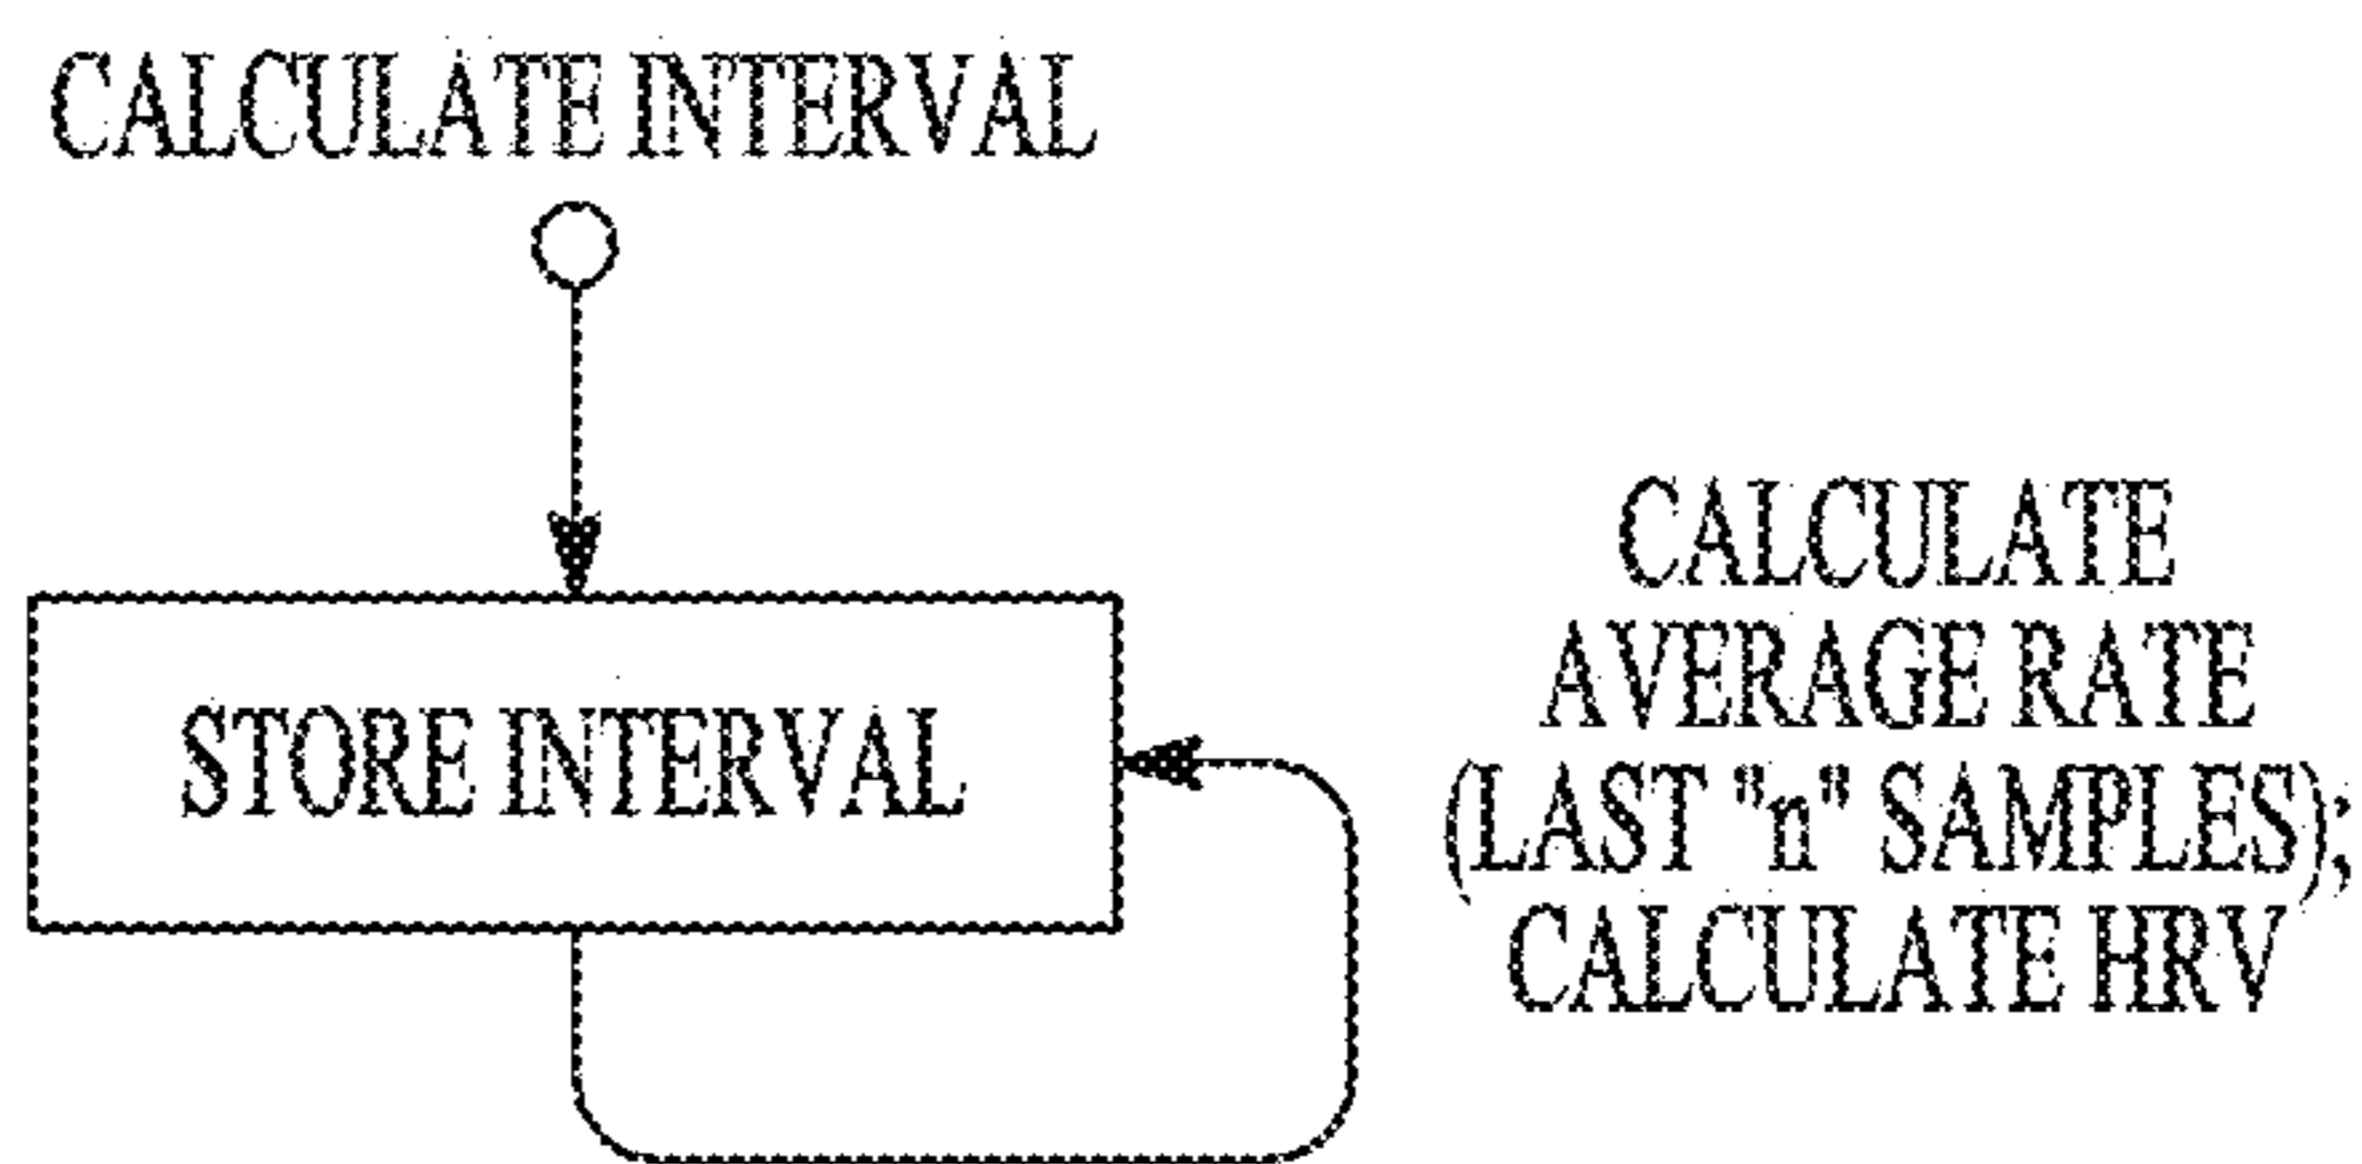 CALCULATE INTERVAL
STORE INTERVAL
CALCULATE
AVERAGE RATE
(LAST "n" SAMPLES);
CALCULATE HRV